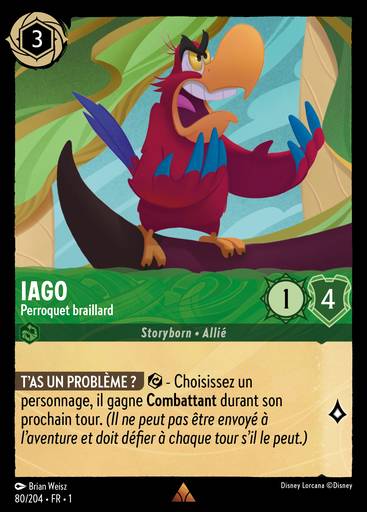 3
IAGO
Perroquet braillard
1
4
Storyborn • Allié
T'AS UN PROBLÈME ? - Choisissez un
personnage, il gagne Combattant durant son
prochain tour. (Il ne peut pas être envoyé à
l'aventure et doit défier à chaque tour s'il le peut.)
Brian Weisz
80/204 • FR • 1
Disney Lorcana ©Disney